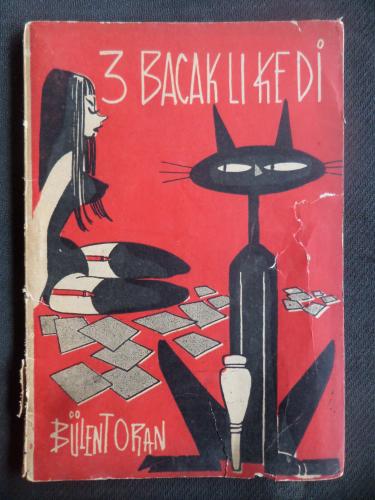 3 BACAKLI KEDİ
BÜLENT ORAN